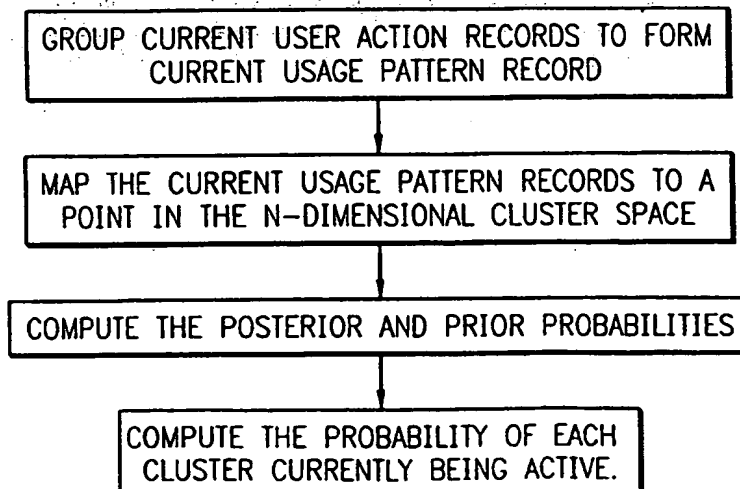 GROUP CURRENT USER ACTION RECORDS TO FORM
CURRENT USAGE PATTERN RECORD
MAP THE CURRENT USAGE PATTERN RECORDS TO A
POINT IN THE N-DIMENSIONAL CLUSTER SPACE
COMPUTE THE POSTERIOR AND PRIOR PROBABILITIES
COMPUTE THE PROBABILITY OF EACH
CLUSTER CURRENTLY BEING ACTIVE.